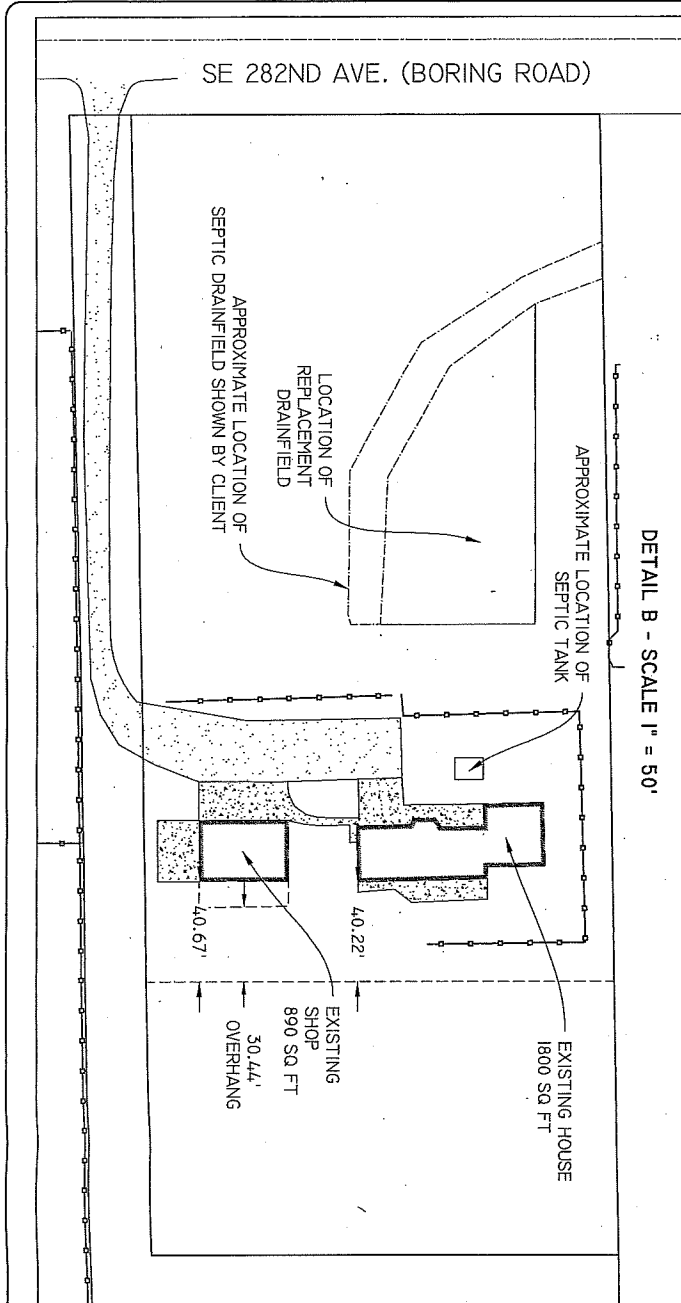 SE 282ND AVE. (BORING ROAD)
DETAIL B - SCALE 1" = 50'
APPROXIMATE LOCATION OF
SEPTIC DRAINFIELD SHOWN BY CLIENT
LOCATION OF
REPLACEMENT
DRAINFIELD
APPROXIMATE LOCATION OF
SEPTIC TANK
40.67'
40.22'
30.44'
OVERHANG
EXISTING
SHOP
890 SQ FT
EXISTING HOUSE
1800 SQ FT